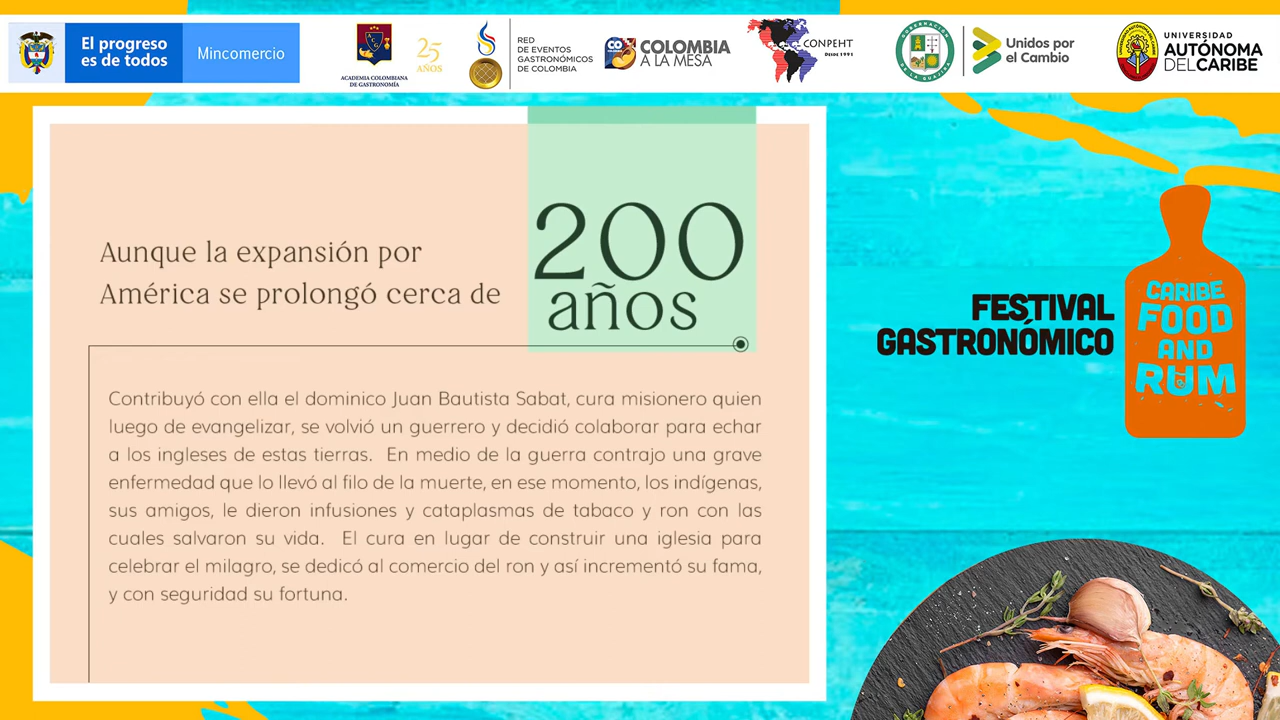 El progreso
es de todos
Mincomercio
ACADEMIA COLOMBIANA
DE GASTRONOMÍA
25
AÑOS
RED
DE EVENTOS
GASTRONÓMICOS
DE COLOMBIA
CO
COLOMBIA
A LA MESA
CONPEHT
DESDE 1991
GOBERNACIÓN
DE LA GUAJIRA
Unidos por
el Cambio
UNIVERSIDAD
AUTÓNOMA
DEL CARIBE
Aunque la expansión por
América se prolongó cerca de
200
años
Contribuyó con ella el dominico Juan Bautista Sabat, cura misionero quien
luego de evangelizar, se volvió un guerrero y decidió colaborar para echar
a los ingleses de estas tierras. En medio de la guerra contrajo una grave
enfermedad que lo llevó al filo de la muerte, en ese momento, los indígenas,
sus amigos, le dieron infusiones y cataplasmas de tabaco y ron con las
cuales salvaron su vida. El cura en lugar de construir una iglesia para
celebrar el milagro, se dedicó al comercio del ron y así incrementó su fama,
y con seguridad su fortuna.
FESTIVAL
GASTRONÓMICO
CARIBE
FOOD
AND
RUM